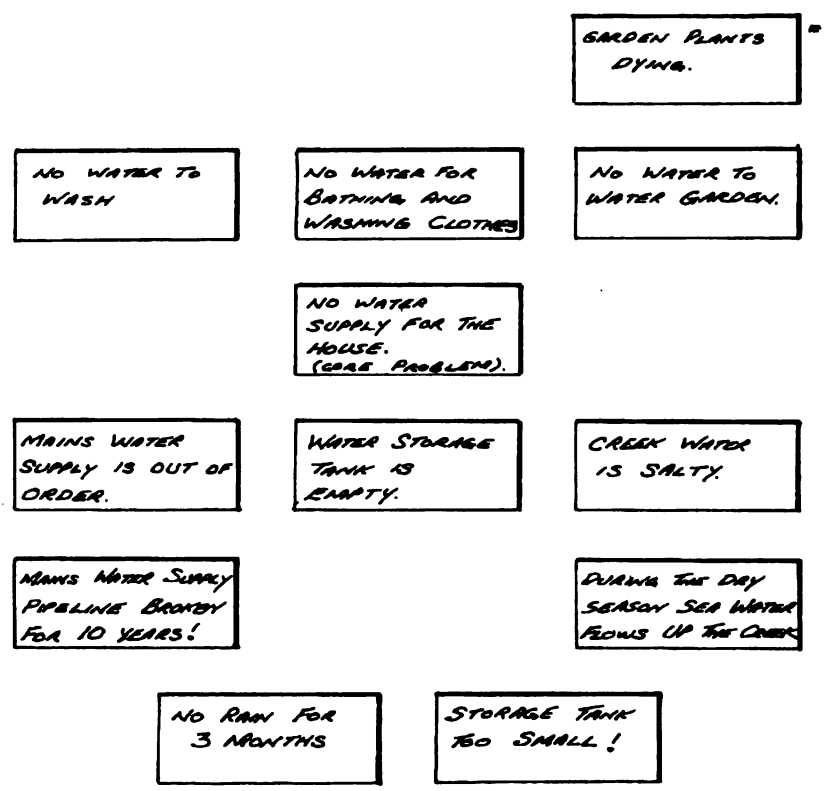 GARDEN PLANTS
DYING.
NO WATER TO
WASH
NO WATER FOR
BATHING AND
WASHING CLOTHES
NO WATER TO
WATER GARDEN.
NO WATER
SUPPLY FOR THE
HOUSE.
(CORE PROBLEM).
MAINS WATER
SUPPLY IS OUT OF
ORDER.
WATER STORAGE
TANK IS
EMPTY.
CREEK WATER
IS SALTY.
MAINS WATER SUPPLY
PIPELINE BROKEN
FOR 10 YEARS!
DURING THE DRY
SEASON SEA WATER
FLOWS UP THE CREEK
NO RAIN FOR
3 MONTHS
STORAGE TANK
TOO SMALL!